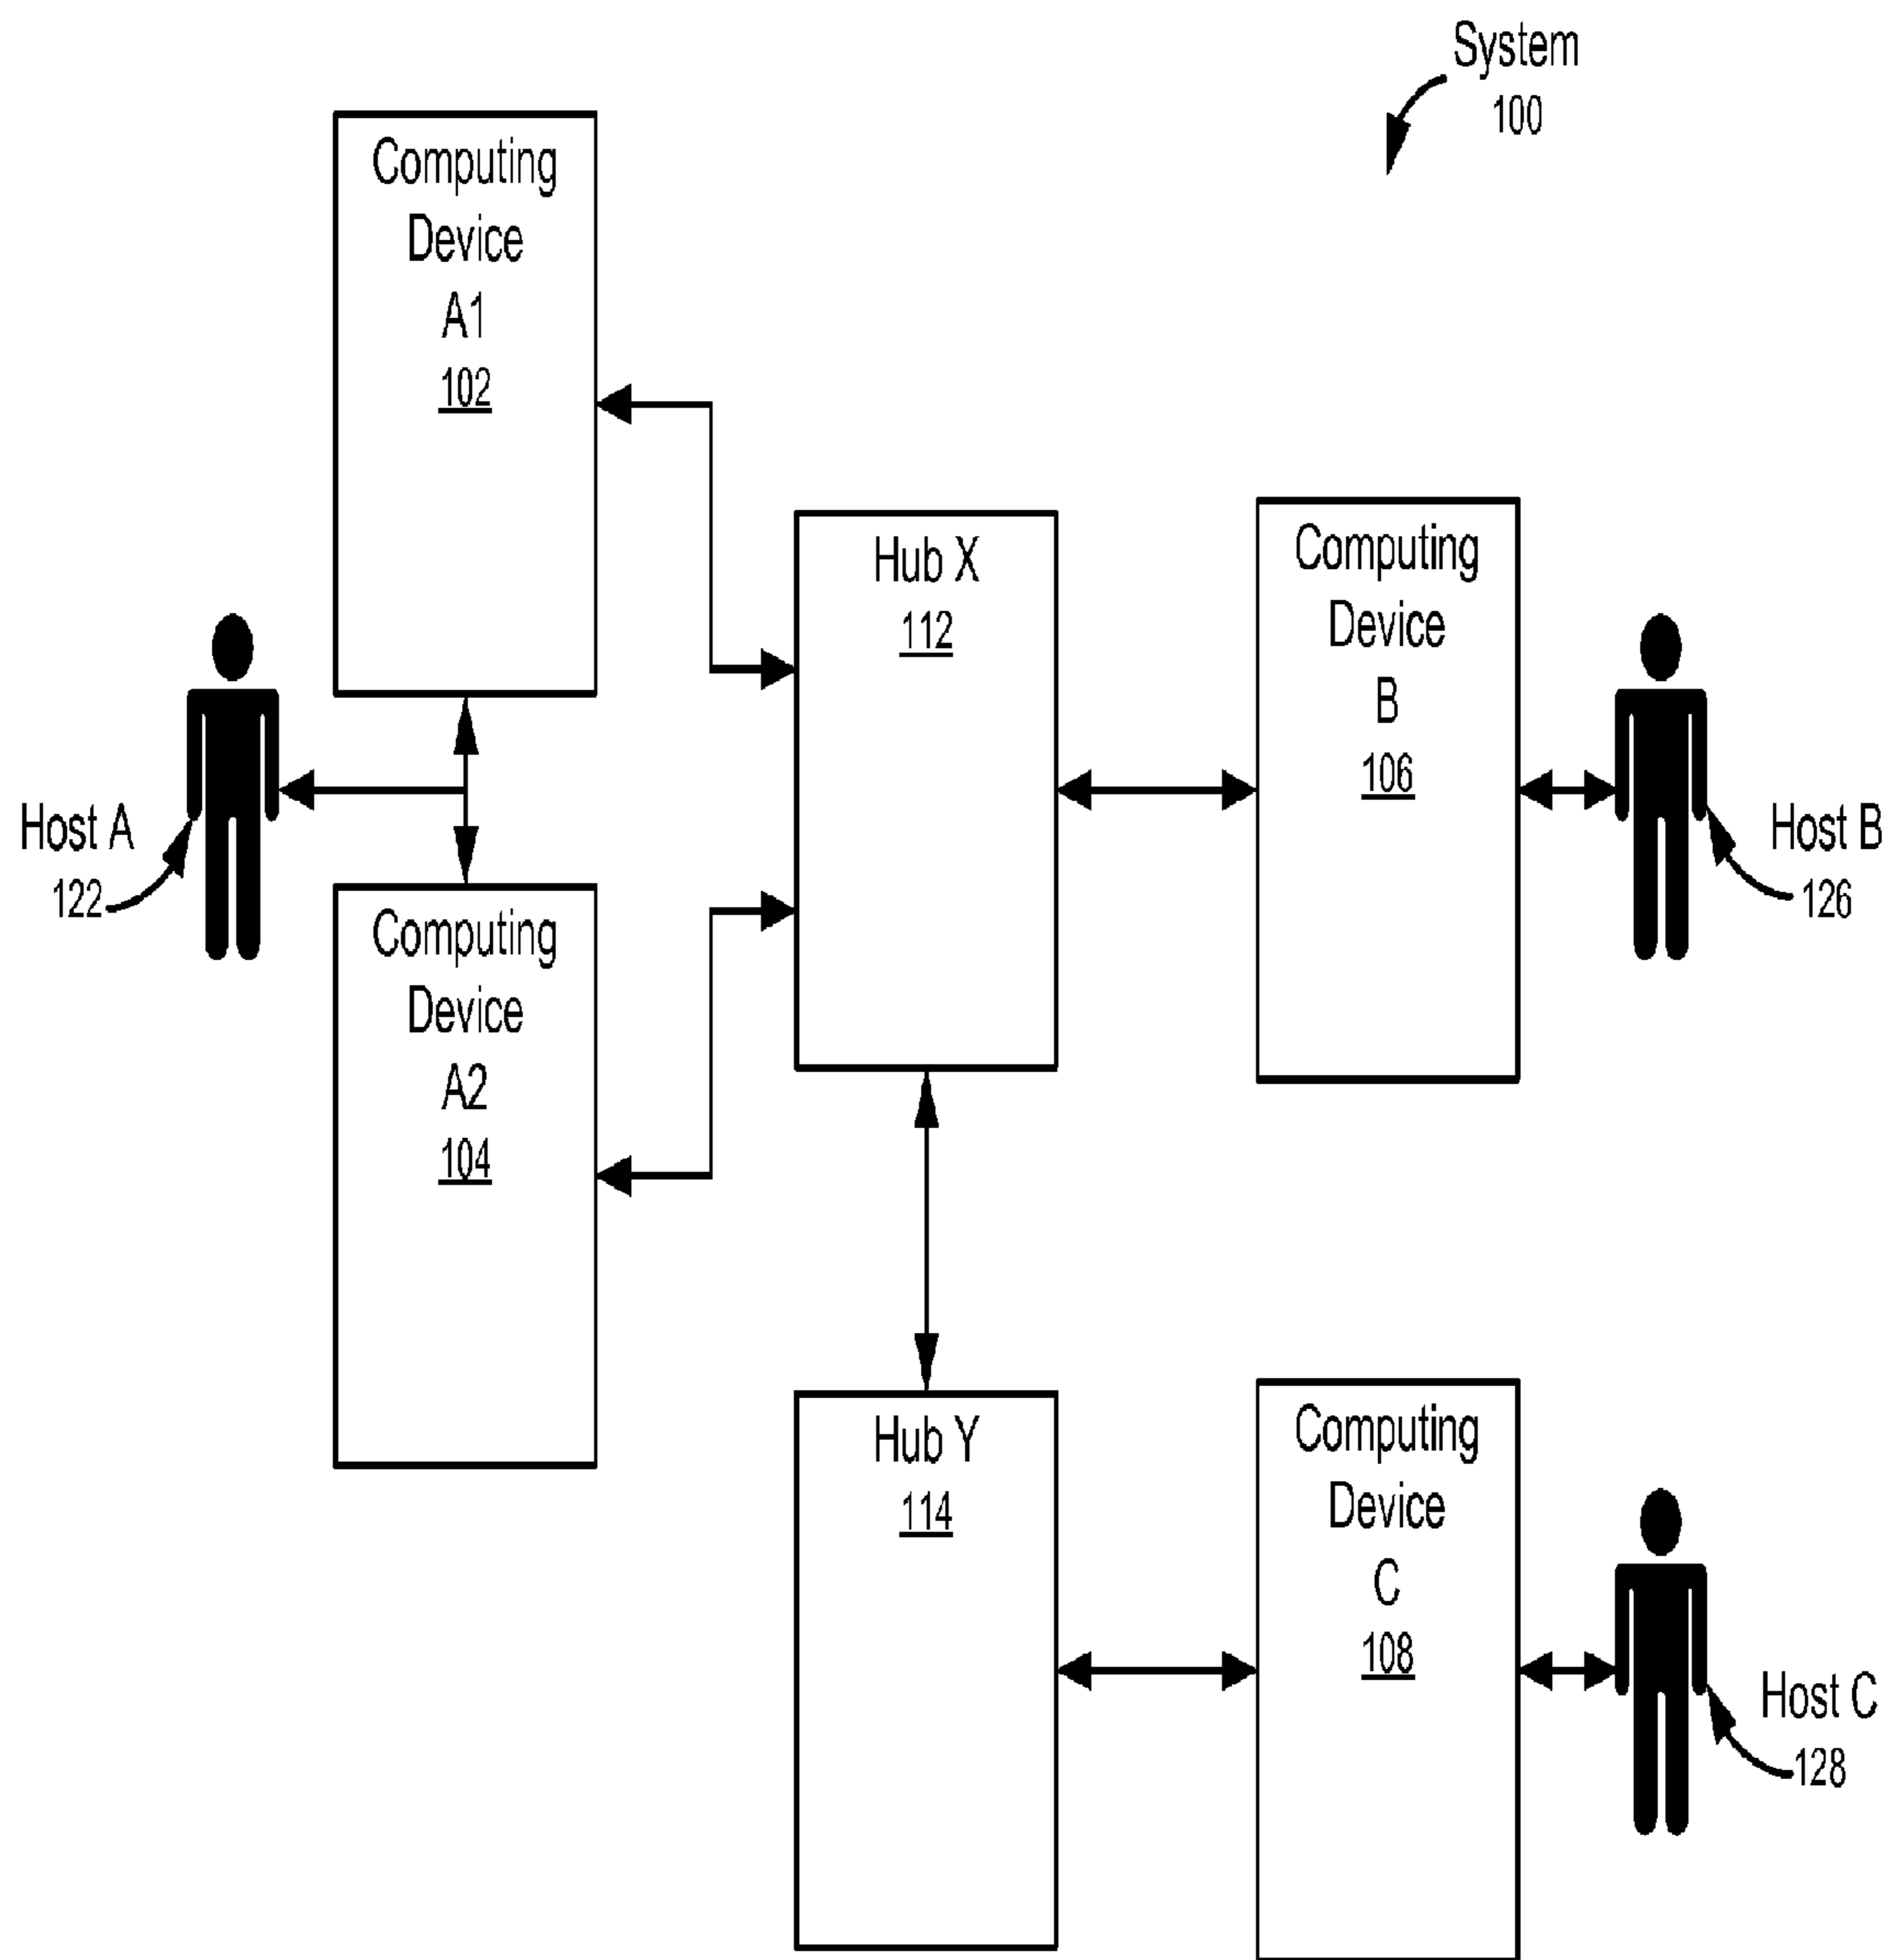 System
100
Computing
Device
A1
102
Hub X
112
Computing
Device
B
106
Host A
122
Host B
126
Computing
Device
A2
104
Hub Y
114
Computing
Device
C
108
Host C
128